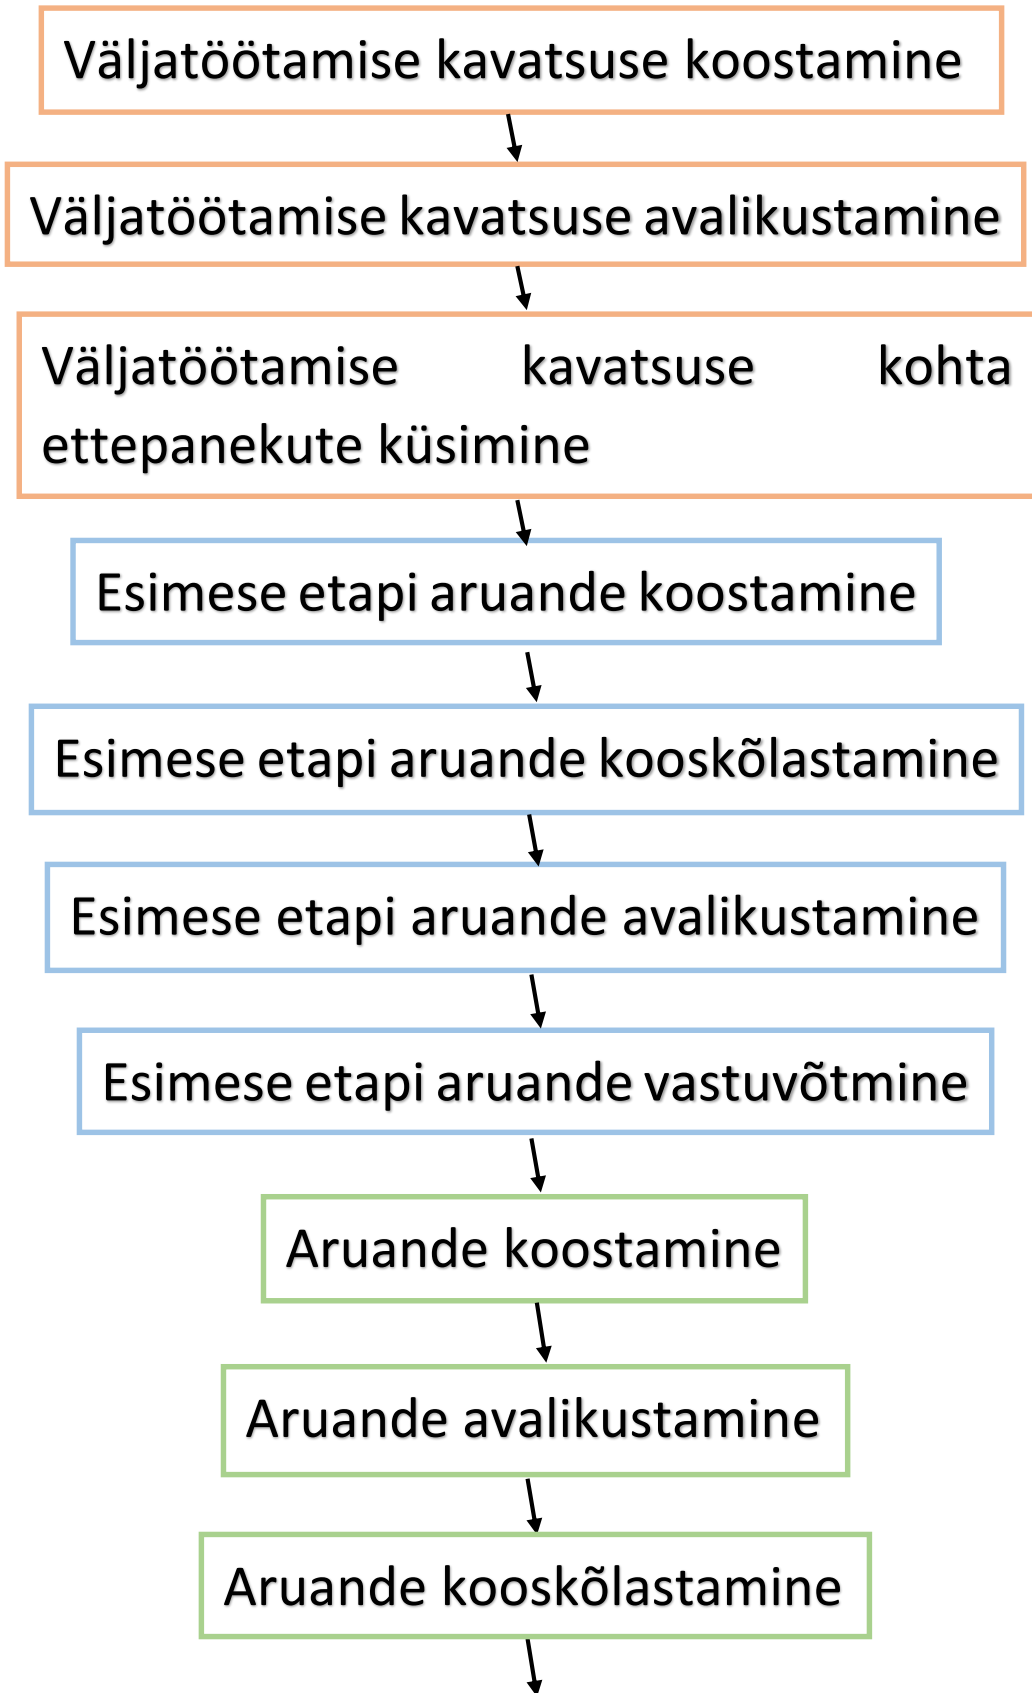 Väljatöötamise kavatsuse koostamine
Väljatöötamise kavatsuse avalikustamine
Väljatöötamise kavatsuse kohta
ettepanekute küsimine
Esimese etapi aruande koostamine
Esimese etapi aruande kooskõlastamine
Esimese etapi aruande avalikustamine
Esimese etapi aruande vastuvõtmine
Aruande koostamine
Aruande avalikustamine
Aruande kooskõlastamine